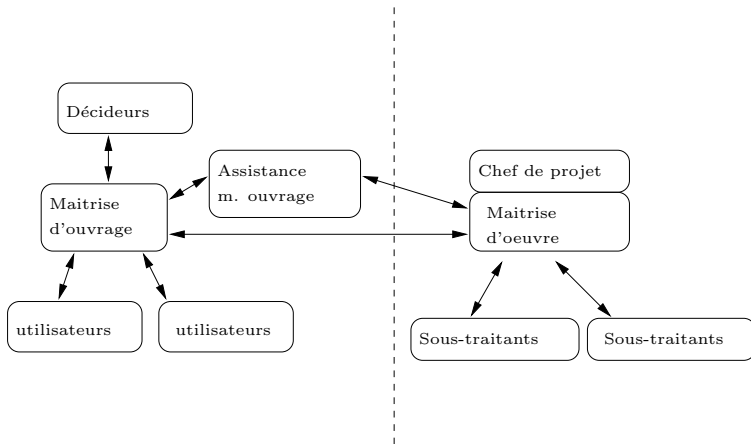 Décideurs
Assistance
m. ouvrage
Chef de projet
Maitrise
d'ouvrage
Maitrise
d'oeuvre
utilisateurs
utilisateurs
Sous-traitants
Sous-traitants